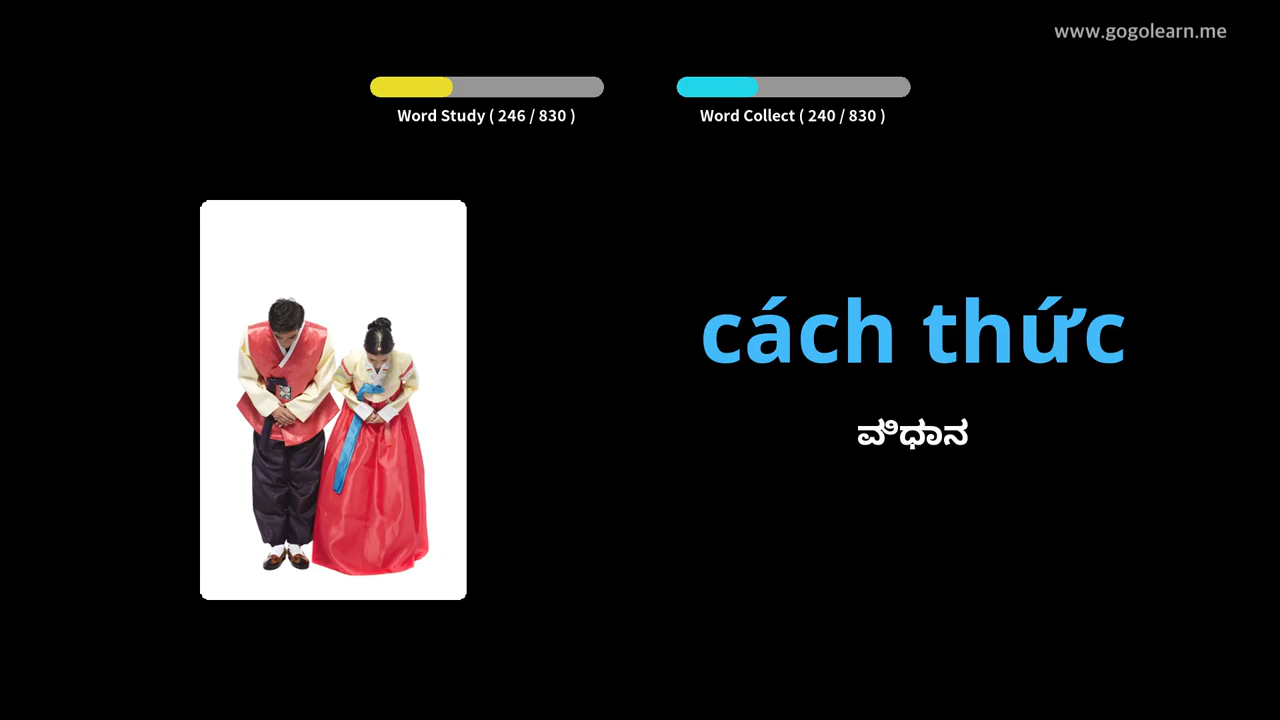 www.gogolearn.me
Word Study ( 246 / 830 )
Word Collect ( 240 / 830 )
cách thức
ವಿಧಾನ